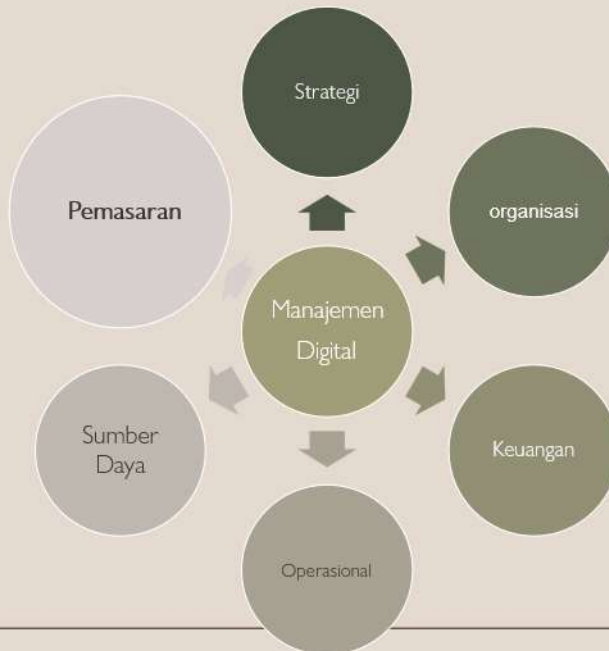 Strategi
Pemasaran
organisasi
Manajemen
Digital
Sumber
Daya
Keuangan
Operasional